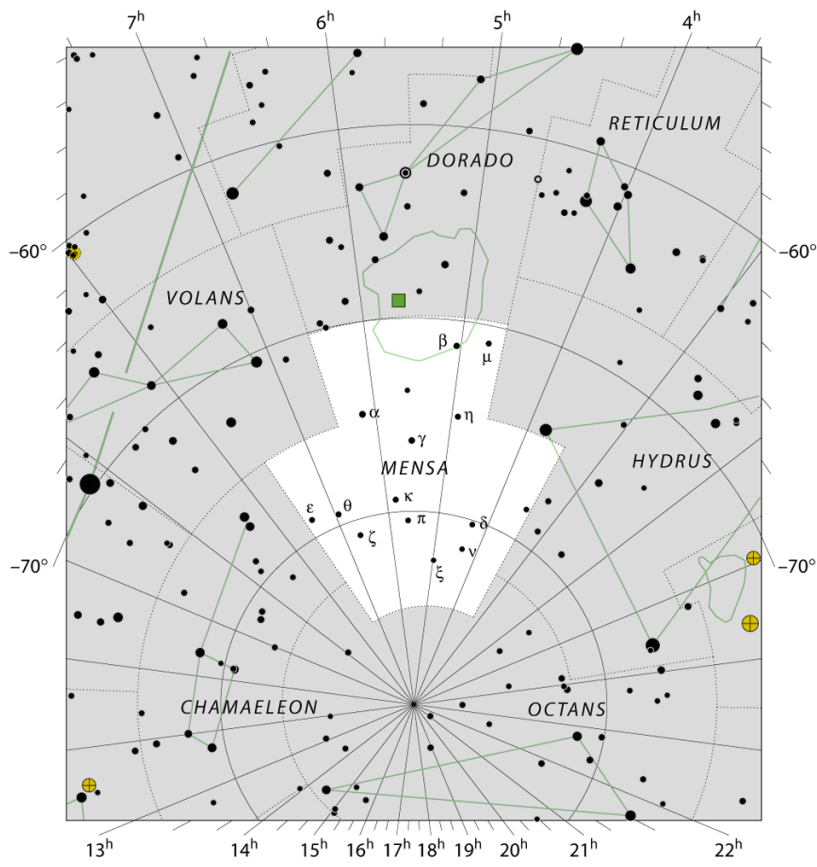 7h 6h 5h 4h
RETICULUM
DORADO
–60° –60°
VOLANS
β μ
α η
γ
MENSA
HYDRUS
κ
ε θ π δ
ζ ν
ξ
–70° –70°
CHAMAELEON OCTANS
13h 14h 15h 16h 17h 18h 19h 20h 21h 22h